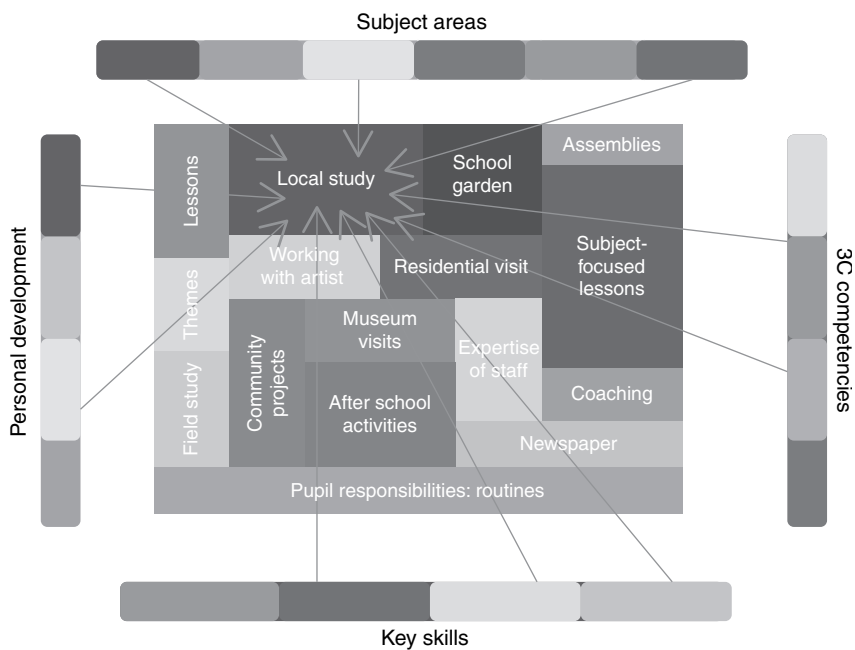 Subject areas
Personal development
Lessons
Local study
School
garden
Assemblies
Subject-
focused
lessons
Working
with artist
Residential visit
Themes
Museum
visits
Expertise
of staff
Community
projects
After school
activities
Field study
Coaching
Newspaper
Pupil responsibilities: routines
3C competencies
Key skills